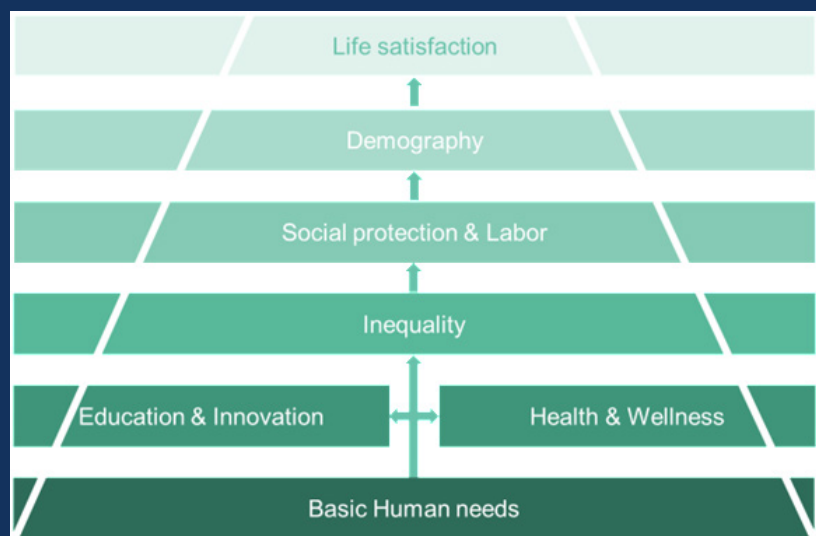 Life satisfaction
Demography
Social protection & Labor
Inequality
Education & Innovation
Health & Wellness
Basic Human needs